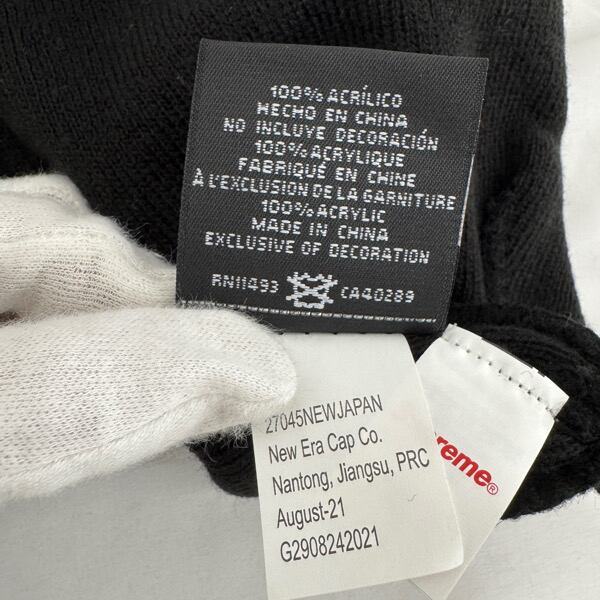 100% ACRÍLICO
HECHO EN CHINA
NO INCLUYE DECORACIÓN
100% ACRYLIQUE
FABRIQUÉ EN CHINE
À L'EXCLUSION DE LA GARNITURE
100% ACRYLIC
MADE IN CHINA
EXCLUSIVE OF DECORATION
RN11493 CA40289
27045NEWJAPAN
New Era Cap Co.
Nantong, Jiangsu, PRC
August-21
G2908242021
reme®